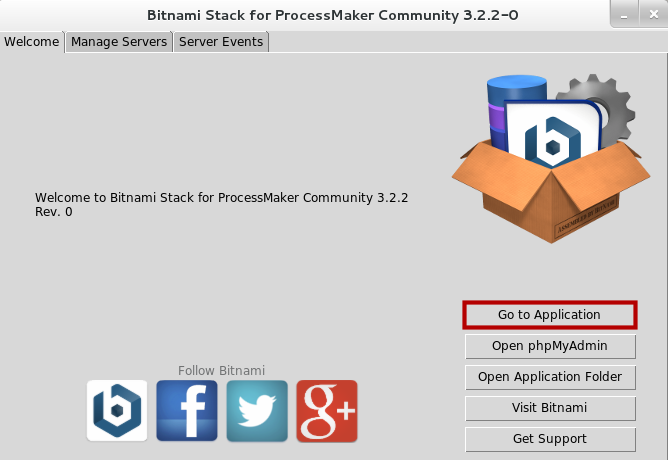 Bitnami Stack for ProcessMaker Community 3.2.2-0
Welcome Manage Servers Server Events
Welcome to Bitnami Stack for ProcessMaker Community 3.2.2
Rev. 0
Go to Application
Open phpMyAdmin
Open Application Folder
Visit Bitnami
Get Support
Follow Bitnami